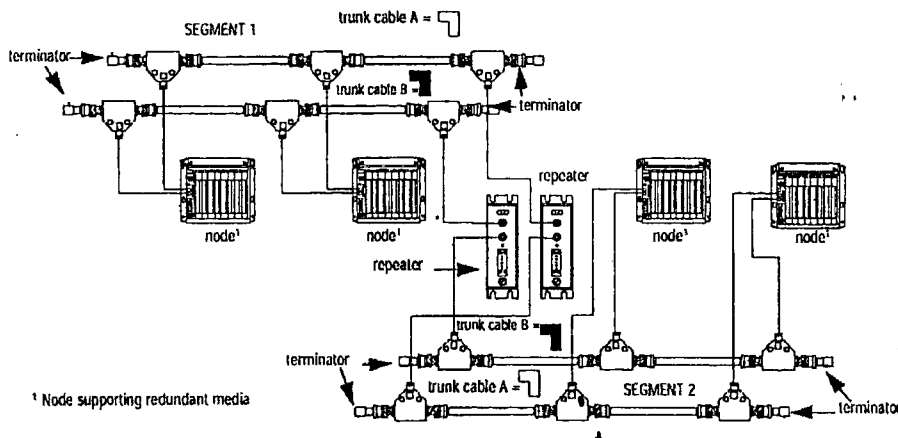 SEGMENT 1
trunk cable A =
terminator
trunk cable B =
terminator
repeater
node¹
node¹
node¹
node¹
repeater
trunk cable B =
terminator
trunk cable A =
SEGMENT 2
¹ Node supporting redundant media
terminator